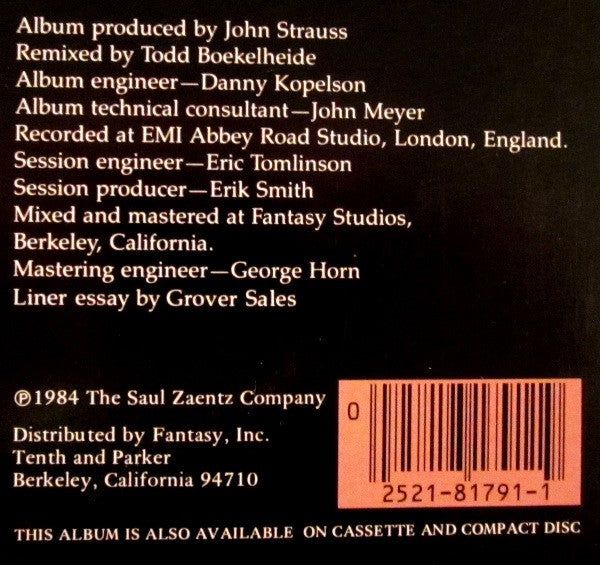 Album produced by John Strauss
Remixed by Todd Boekelheide
Album engineer—Danny Kopelson
Album technical consultant—John Meyer
Recorded at EMI Abbey Road Studio, London, England.
Session engineer—Eric Tomlinson
Session producer—Erik Smith
Mixed and mastered at Fantasy Studios,
Berkeley, California.
Mastering engineer—George Horn
Liner essay by Grover Sales
℗1984 The Saul Zaentz Company
Distributed by Fantasy, Inc.
Tenth and Parker
Berkeley, California 94710
0
2521-81791-1
THIS ALBUM IS ALSO AVAILABLE ON CASSETTE AND COMPACT DISC